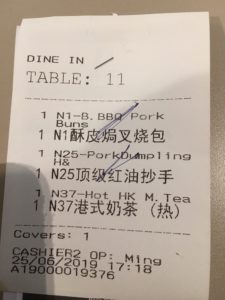 DINE IN
TABLE: 11
1 N1-B.BBQ Pork
Buns
1 N1酥皮焗叉烧包
1 N25-PorkDumpling
H&
1 N25顶级红油抄手
1 N37-Hot HK M.Tea
1 N37港式奶茶 (热)
Covers: 1
CASHIER2 OP: Ming
25/06/2019 17:18
A19000019376